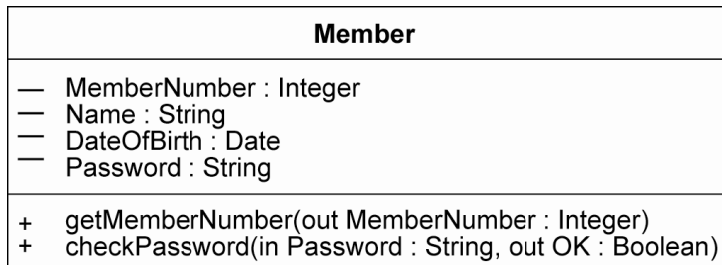 Member
— MemberNumber : Integer
— Name : String
— DateOfBirth : Date
— Password : String
+ getMemberNumber(out MemberNumber : Integer)
+ checkPassword(in Password : String, out OK : Boolean)